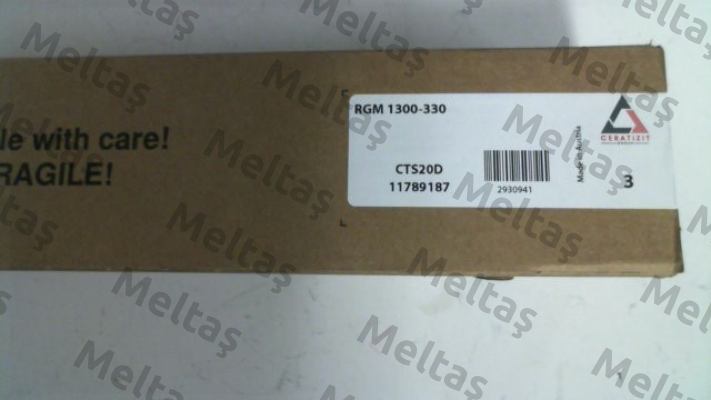 le with care!
RAGILE!
RGM 1300-330
CERATIZIT
Made in Austria
CTS20D
11789187
2930941
3
Meltaş